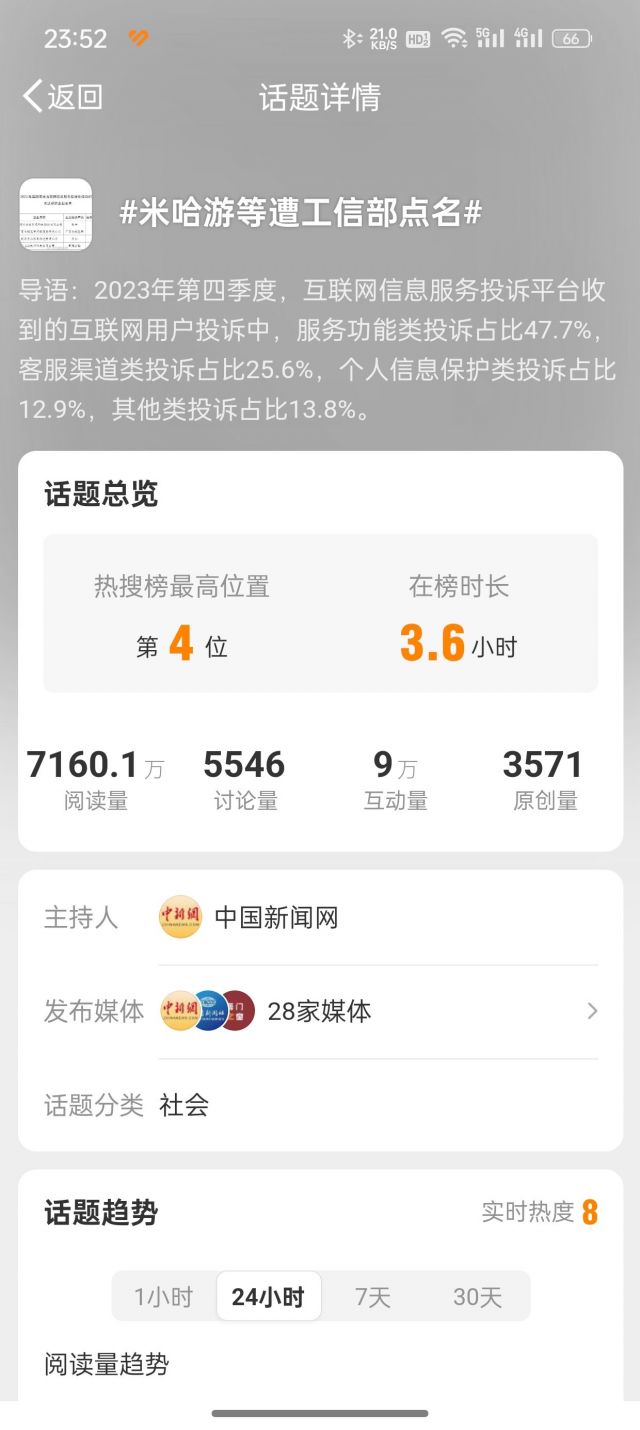 23:52
21.0 KB/S HD 5G 4G 66
返回
话题详情
#米哈游等遭工信部点名#
导语：2023年第四季度，互联网信息服务投诉平台收
到的互联网用户投诉中，服务功能类投诉占比47.7%，
客服渠道类投诉占比25.6%，个人信息保护类投诉占比
12.9%，其他类投诉占比13.8%。
话题总览
热搜榜最高位置 在榜时长
第 4 位 3.6 小时
7160.1万 5546 9万 3571
阅读量 讨论量 互动量 原创量
主持人 中新网 中国新闻网
发布媒体 中新网 28家媒体
话题分类 社会
话题趋势 实时热度 8
1小时 24小时 7天 30天
阅读量趋势